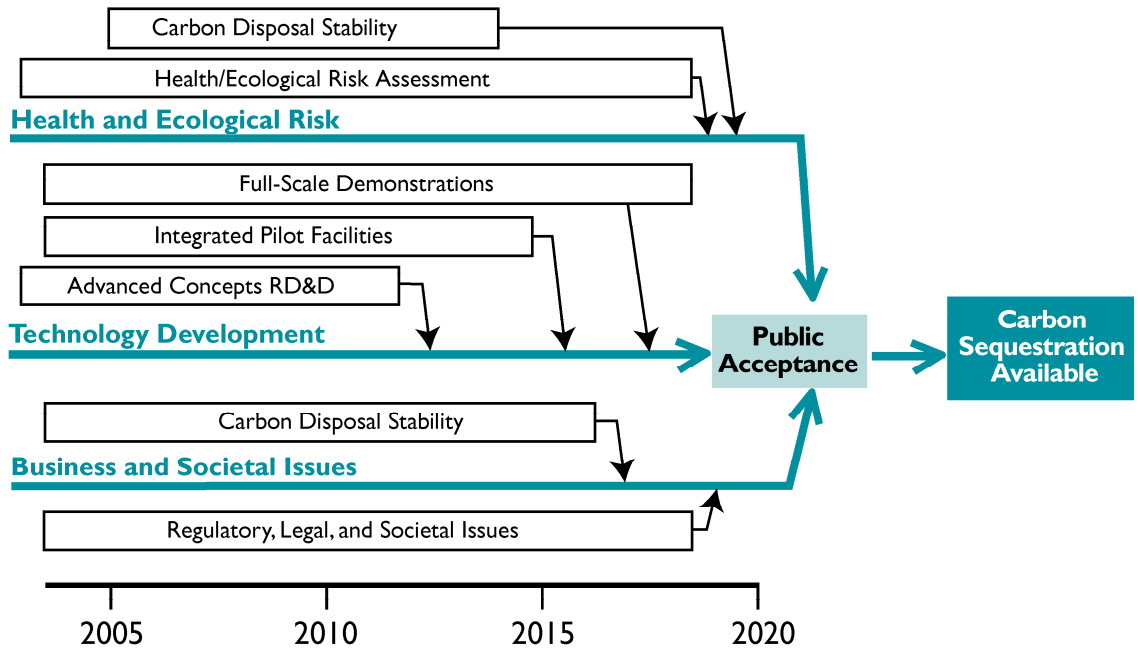 Carbon Disposal Stability
Health/Ecological Risk Assessment
Health and Ecological Risk
Full-Scale Demonstrations
Integrated Pilot Facilities
Advanced Concepts RD&D
Technology Development
Public
Acceptance
Carbon
Sequestration
Available
Carbon Disposal Stability
Business and Societal Issues
Regulatory, Legal, and Societal Issues
2005
2010
2015
2020